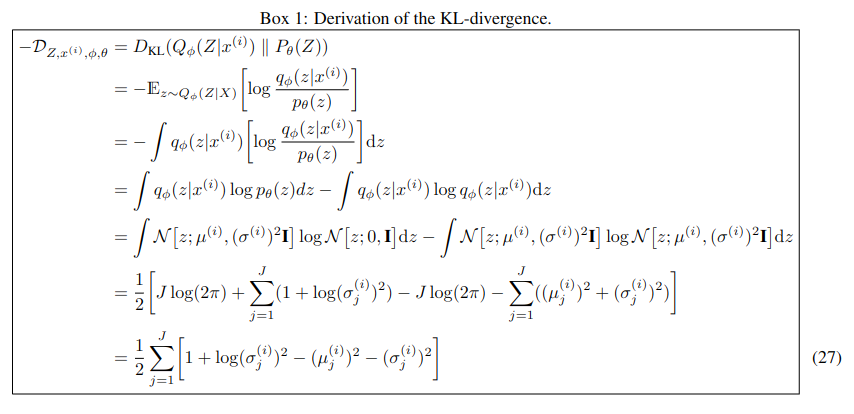 Box 1: Derivation of the KL-divergence.
$-\mathcal{D}_{Z,x^{(i)},\phi,\theta} = D_{\mathrm{KL}}(Q_\phi(Z|x^{(i)}) \parallel P_\theta(Z))$
$= -\mathbb{E}_{z\sim Q_\phi(Z|X)}\left[\log \frac{q_\phi(z|x^{(i)})}{p_\theta(z)}\right]$
$= -\int q_\phi(z|x^{(i)})\left[\log \frac{q_\phi(z|x^{(i)})}{p_\theta(z)}\right]\mathrm{d}z$
$= \int q_\phi(z|x^{(i)}) \log p_\theta(z)dz - \int q_\phi(z|x^{(i)}) \log q_\phi(z|x^{(i)})\mathrm{d}z$
$= \int \mathcal{N}[z;\mu^{(i)},(\sigma^{(i)})^2\mathbf{I}] \log \mathcal{N}[z;0,\mathbf{I}]\mathrm{d}z - \int \mathcal{N}[z;\mu^{(i)},(\sigma^{(i)})^2\mathbf{I}] \log \mathcal{N}[z;\mu^{(i)},(\sigma^{(i)})^2\mathbf{I}]\mathrm{d}z$
$= \frac{1}{2}\left[J\log(2\pi) + \sum_{j=1}^{J}(1+\log(\sigma_j^{(i)})^2) - J\log(2\pi) - \sum_{j=1}^{J}((\mu_j^{(i)})^2 + (\sigma_j^{(i)})^2)\right]$
$= \frac{1}{2}\sum_{j=1}^{J}\left[1+\log(\sigma_j^{(i)})^2 - (\mu_j^{(i)})^2 - (\sigma_j^{(i)})^2\right]$ (27)